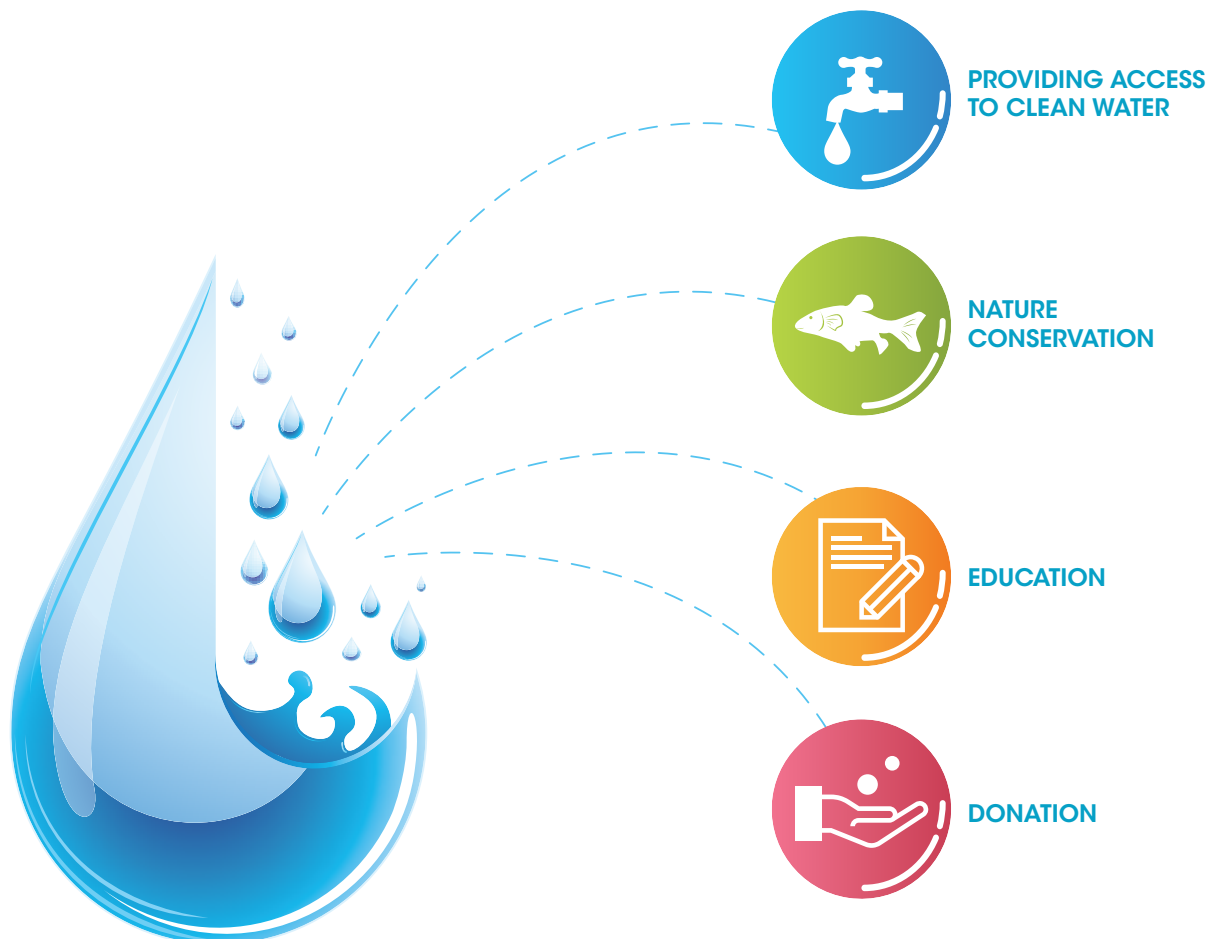 PROVIDING ACCESS
TO CLEAN WATER
NATURE
CONSERVATION
EDUCATION
DONATION